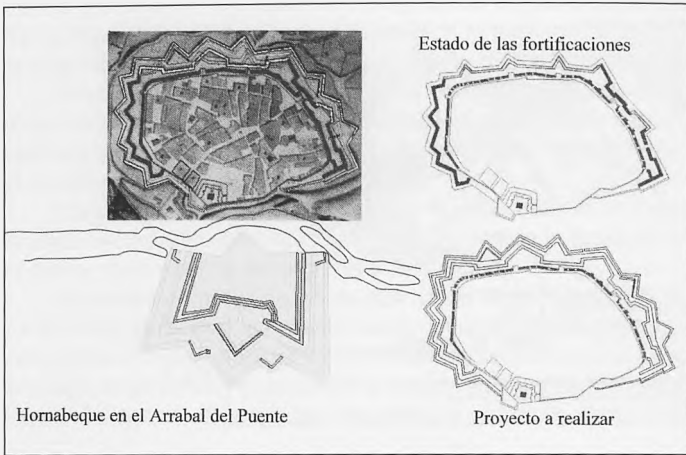 Estado de las fortificaciones
Hornabeque en el Arrabal del Puente
Proyecto a realizar